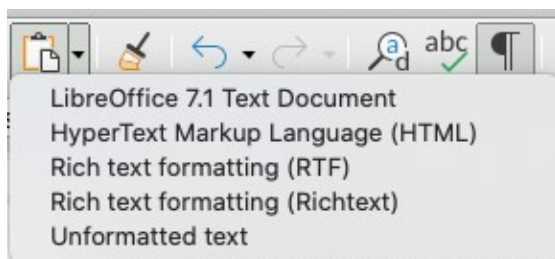 abc
LibreOffice 7.1 Text Document
HyperText Markup Language (HTML)
Rich text formatting (RTF)
Rich text formatting (Richtext)
Unformatted text